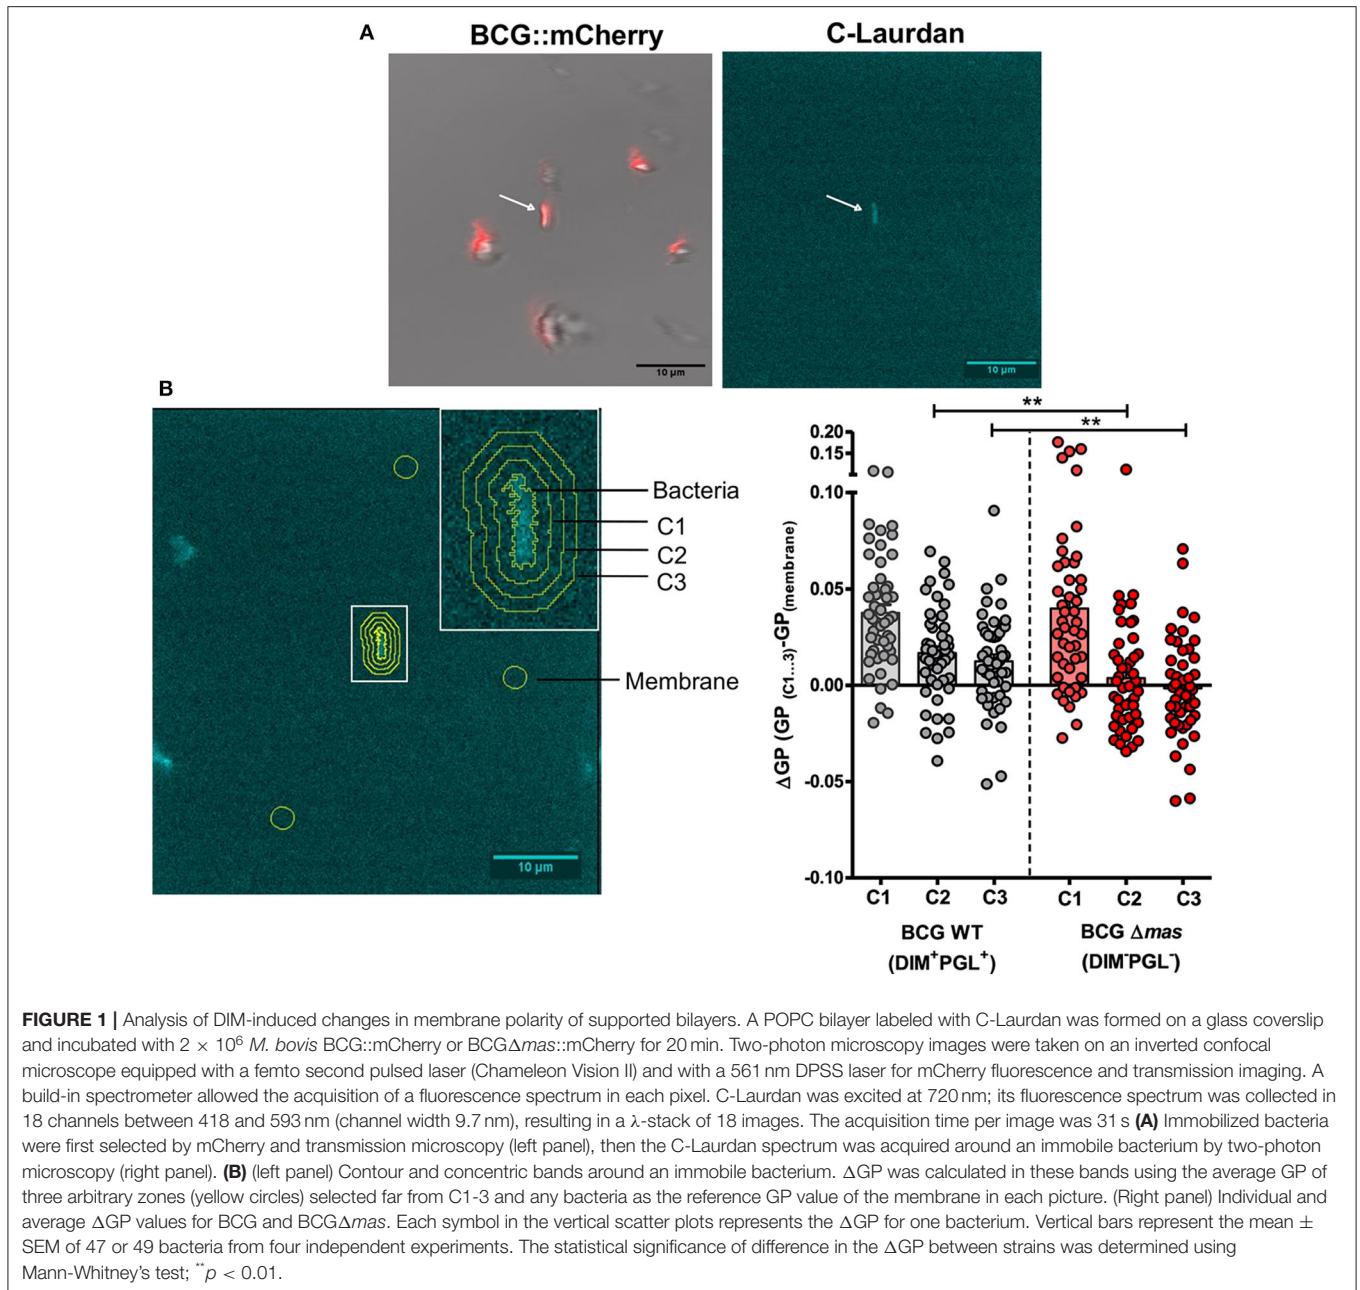 A
BCG::mCherry
C-Laurdan
10 µm
10 µm
B
Bacteria
C1
C2
C3
Membrane
10 µm
**
**
ΔGP (GP (C1...3)-GP(membrane)
0.20
0.15
0.10
0.05
0.00
-0.05
-0.10
C1 C2 C3 C1 C2 C3
BCG WT
(DIM⁺PGL⁺)
BCG Δmas
(DIM⁻PGL⁻)
FIGURE 1 | Analysis of DIM-induced changes in membrane polarity of supported bilayers. A POPC bilayer labeled with C-Laurdan was formed on a glass coverslip
and incubated with 2 × 10⁶ M. bovis BCG::mCherry or BCGΔmas::mCherry for 20 min. Two-photon microscopy images were taken on an inverted confocal
microscope equipped with a femto second pulsed laser (Chameleon Vision II) and with a 561 nm DPSS laser for mCherry fluorescence and transmission imaging. A
build-in spectrometer allowed the acquisition of a fluorescence spectrum in each pixel. C-Laurdan was excited at 720 nm; its fluorescence spectrum was collected in
18 channels between 418 and 593 nm (channel width 9.7 nm), resulting in a λ-stack of 18 images. The acquisition time per image was 31 s (A) Immobilized bacteria
were first selected by mCherry and transmission microscopy (left panel), then the C-Laurdan spectrum was acquired around an immobile bacterium by two-photon
microscopy (right panel). (B) (left panel) Contour and concentric bands around an immobile bacterium. ΔGP was calculated in these bands using the average GP of
three arbitrary zones (yellow circles) selected far from C1-3 and any bacteria as the reference GP value of the membrane in each picture. (Right panel) Individual and
average ΔGP values for BCG and BCGΔmas. Each symbol in the vertical scatter plots represents the ΔGP for one bacterium. Vertical bars represent the mean ±
SEM of 47 or 49 bacteria from four independent experiments. The statistical significance of difference in the ΔGP between strains was determined using
Mann-Whitney's test; **p < 0.01.